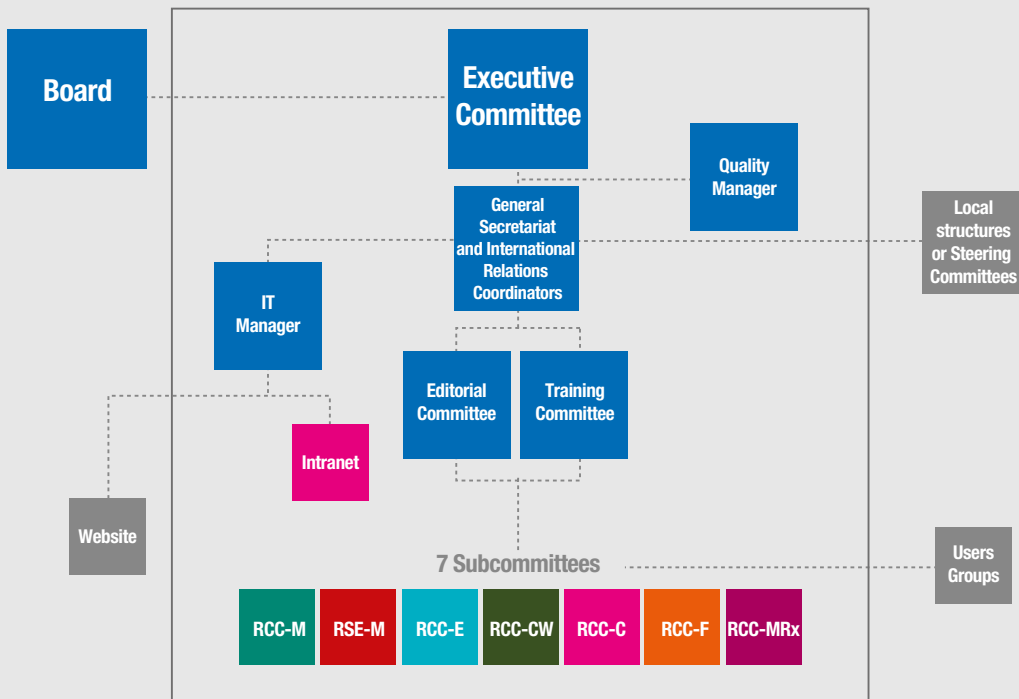 Board
Executive
Committee
Quality
Manager
General
Secretariat
and International
Relations
Coordinators
Local
structures
or Steering
Committees
IT
Manager
Editorial
Committee
Training
Committee
Intranet
Website
7 Subcommittees
Users
Groups
RCC-M
RSE-M
RCC-E
RCC-CW
RCC-C
RCC-F
RCC-MRx